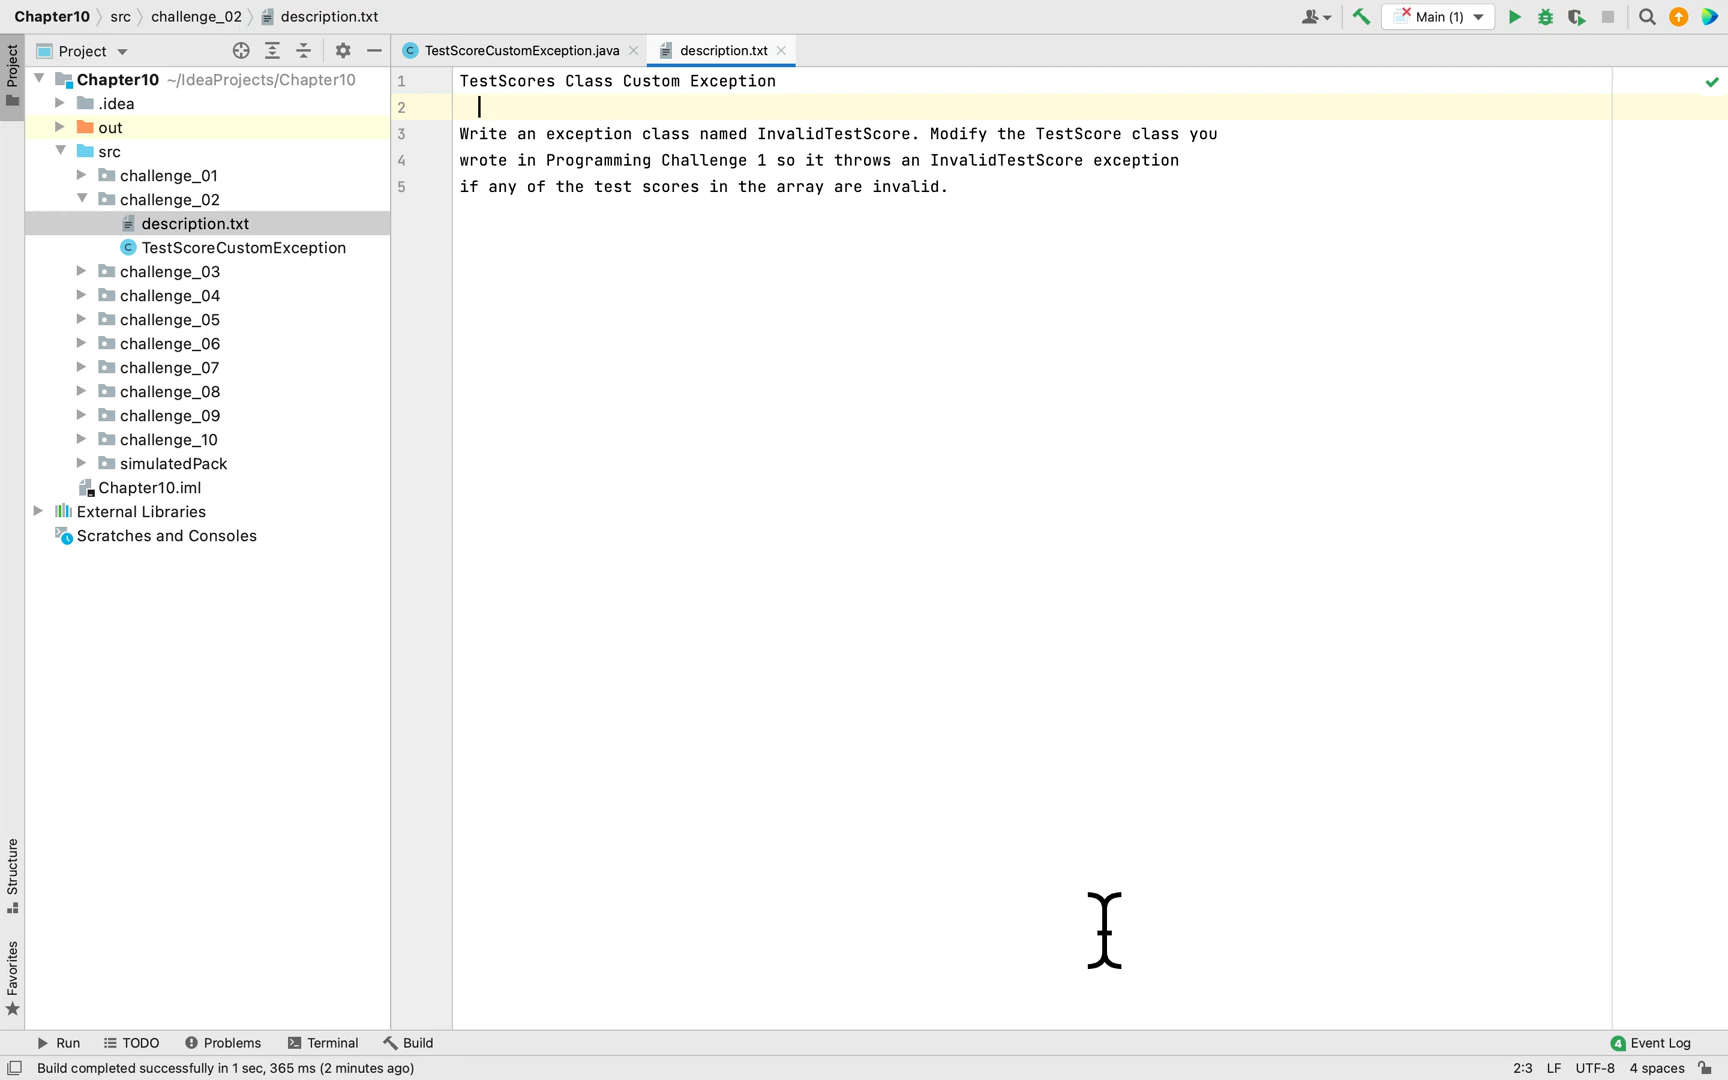 Chapter10 src challenge_02 description.txt
Main (1)
Project
Project
TestScoreCustomException.java
description.txt
Chapter10 ~/IdeaProjects/Chapter10
.idea
out
src
challenge_01
challenge_02
description.txt
TestScoreCustomException
challenge_03
challenge_04
challenge_05
challenge_06
challenge_07
challenge_08
challenge_09
challenge_10
simulatedPack
Chapter10.iml
External Libraries
Scratches and Consoles
1 TestScores Class Custom Exception
2
3 Write an exception class named InvalidTestScore. Modify the TestScore class you
4 wrote in Programming Challenge 1 so it throws an InvalidTestScore exception
5 if any of the test scores in the array are invalid.
Structure
Favorites
Run TODO Problems Terminal Build 4 Event Log
Build completed successfully in 1 sec, 365 ms (2 minutes ago) 2:3 LF UTF-8 4 spaces